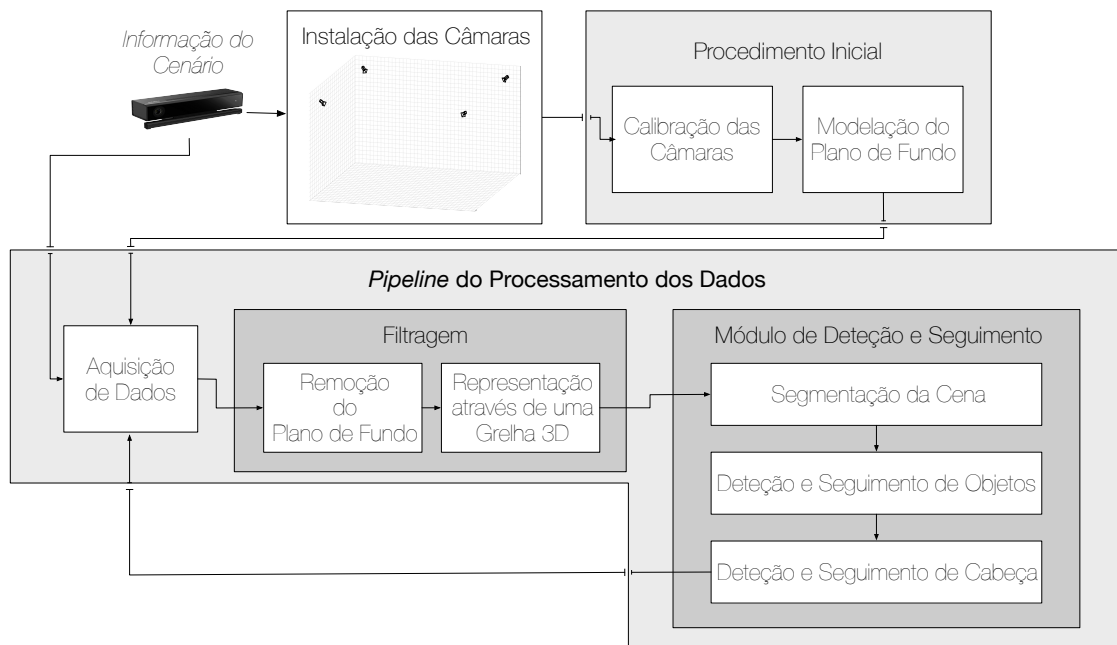 Informação do
Cenário
Instalação das Câmaras
Procedimento Inicial
Calibração das
Câmaras
Modelação do
Plano de Fundo
Pipeline do Processamento dos Dados
Aquisição
de Dados
Filtragem
Remoção
do
Plano de Fundo
Representação
através de uma
Grelha 3D
Módulo de Deteção e Seguimento
Segmentação da Cena
Deteção e Seguimento de Objetos
Deteção e Seguimento de Cabeça